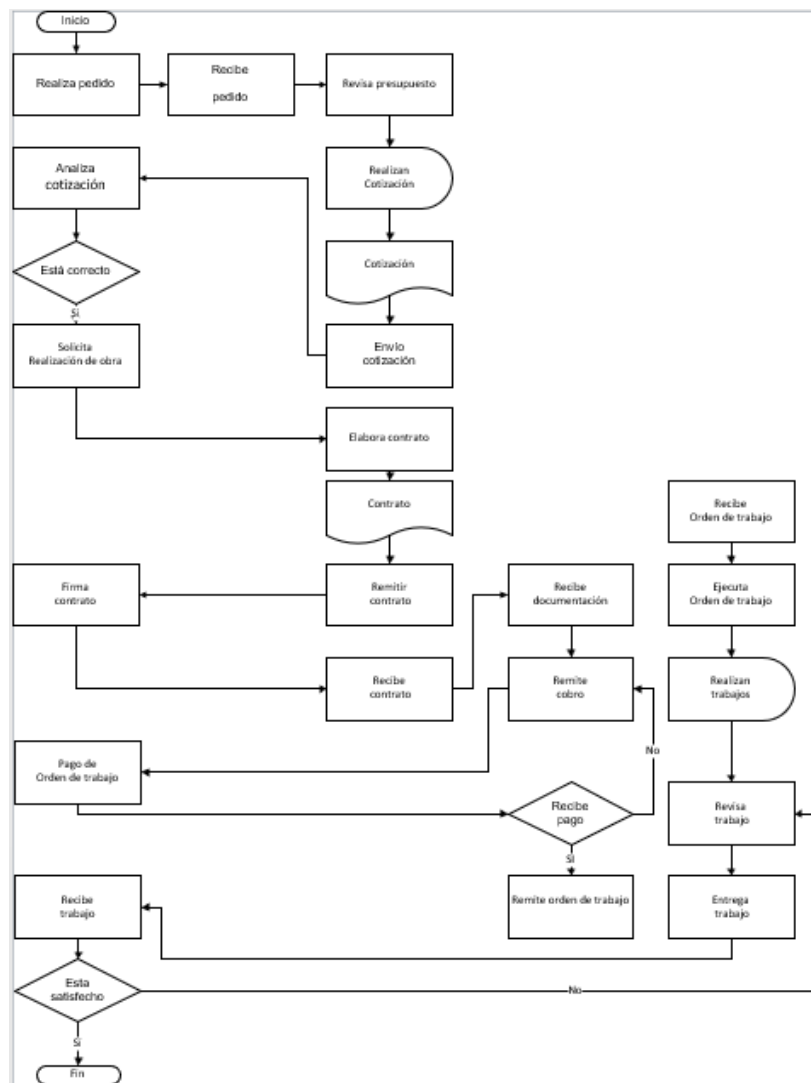 Inicio
Realiza pedido
Recibe
pedido
Revisa presupuesto
Analiza
cotización
Realizan
Cotización
Está correcto
Cotización
Si
Solicita
Realización de obra
Envío
cotización
Elabora contrato
Contrato
Recibe
Orden de trabajo
Firma
contrato
Remitir
contrato
Recibe
documentación
Ejecuta
Orden de trabajo
Recibe
contrato
Remite
cobro
Realizan
trabajos
No
Pago de
Orden de trabajo
Recibe
pago
Revisa
trabajo
Si
Recibe
trabajo
Remite orden de trabajo
Entrega
trabajo
Esta
satisfecho
No
Si
Fin